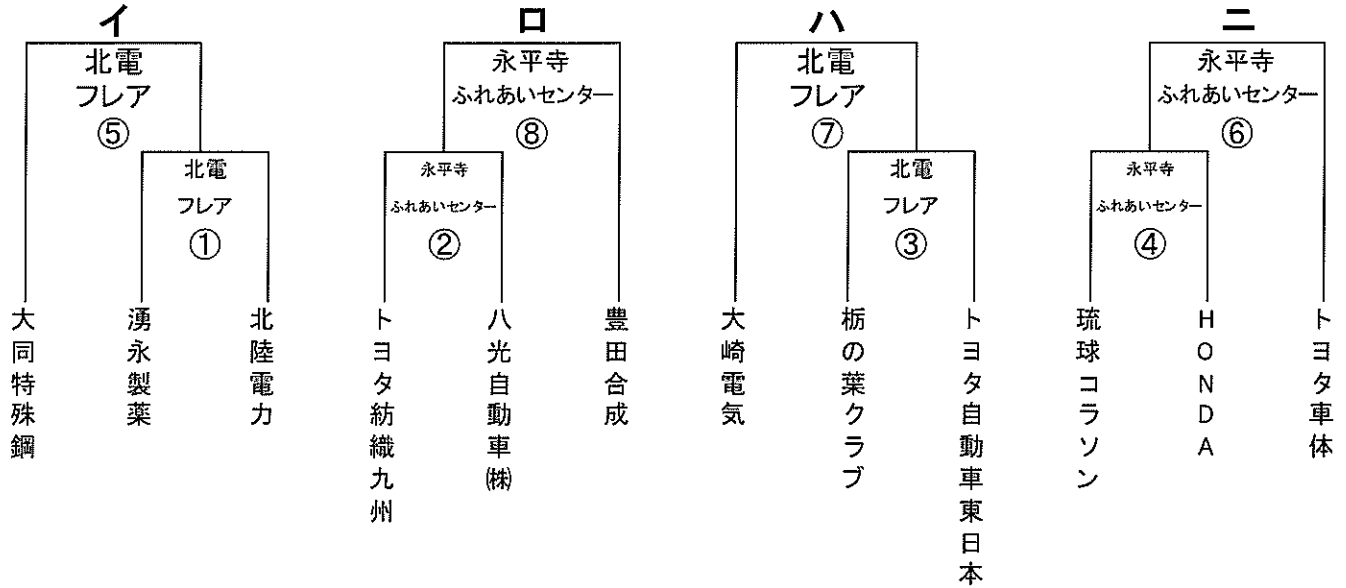 イ
北電
フレア
⑤
北電
フレア
①
大同特殊鋼
湧永製薬
北陸電力
ロ
永平寺
ふれあいセンター
⑧
永平寺
ふれあいセンター
②
トヨタ紡織九州
八光自動車㈱
豊田合成
ハ
北電
フレア
⑦
北電
フレア
③
大崎電気
栃の葉クラブ
トヨタ自動車東日本
ニ
永平寺
ふれあいセンター
⑥
永平寺
ふれあいセンター
④
琉球コラソン
HONDA
トヨタ車体